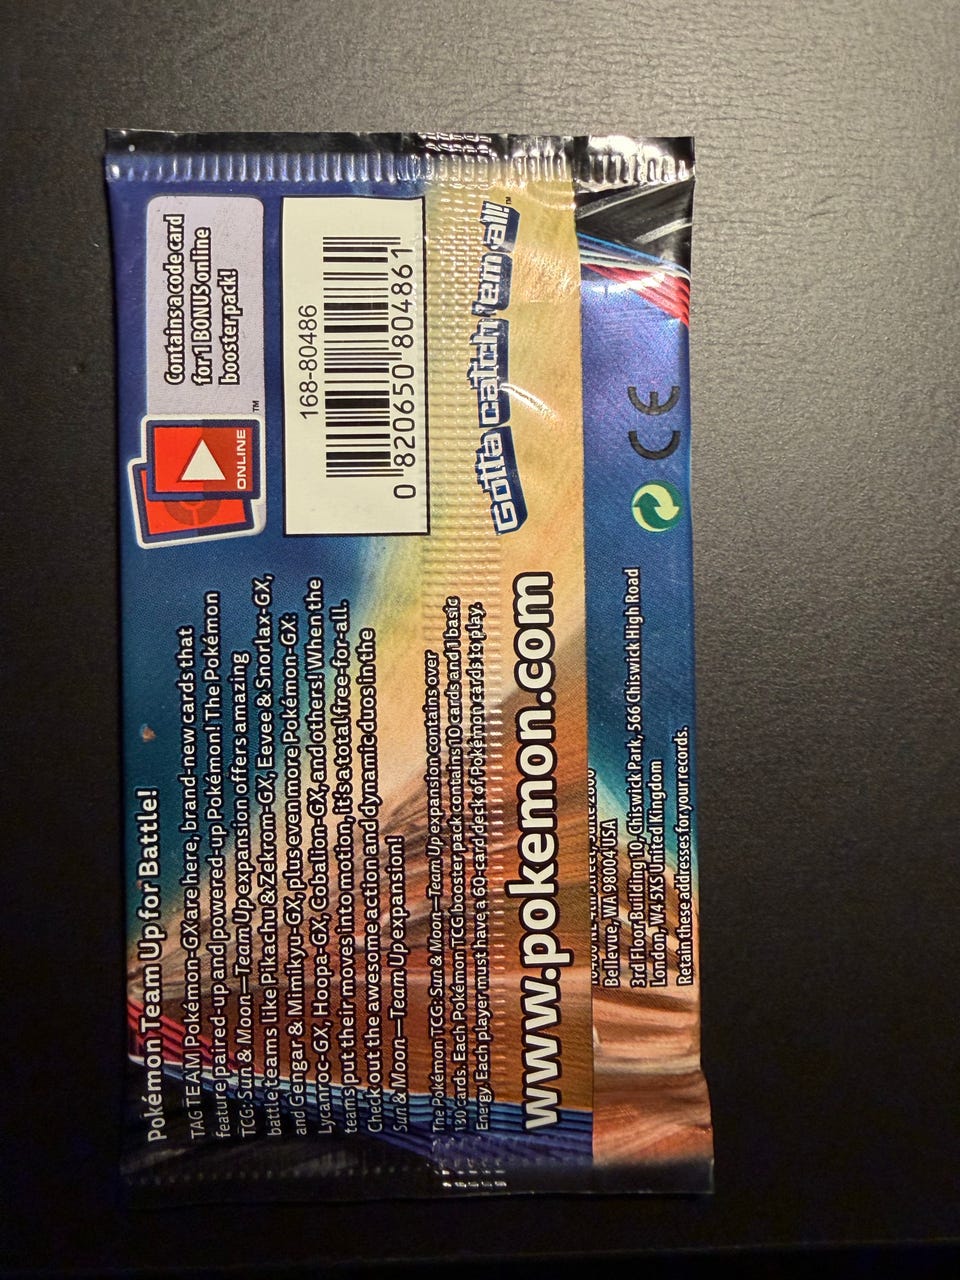 Pokémon Team Up for Battle!
TAG TEAM Pokémon-GX are here, brand-new cards that
feature paired-up and powered-up Pokémon! The Pokémon
TCG: Sun & Moon—Team Up expansion offers amazing
battle teams like Pikachu & Zekrom-GX, Eevee & Snorlax-GX,
and Gengar & Mimikyu-GX, plus even more Pokémon-GX:
Lycanroc-GX, Hoopa-GX, Cobalion-GX, and others! When the
teams put their moves into motion, it's a total free-for-all.
Check out the awesome action and dynamic duos in the
Sun & Moon—Team Up expansion!
The Pokémon TCG: Sun & Moon—Team Up expansion contains over
cards. Each Pokémon TCG booster pack contains 10 cards and 1 basic
Energy. Each player must have a 60-card deck of Pokémon cards to play.
www.pokemon.com
ONLINE
TM
Contains a code card
for 1 BONUS online
booster pack!
168-80486
0 820650 804861
Gotta catch 'em all!™
Bellevue, WA 98004 USA
3rd Floor, Building 10, Chiswick Park, 566 Chiswick High Road
London, W4 5XS United Kingdom
Retain these addresses for your records.
CE